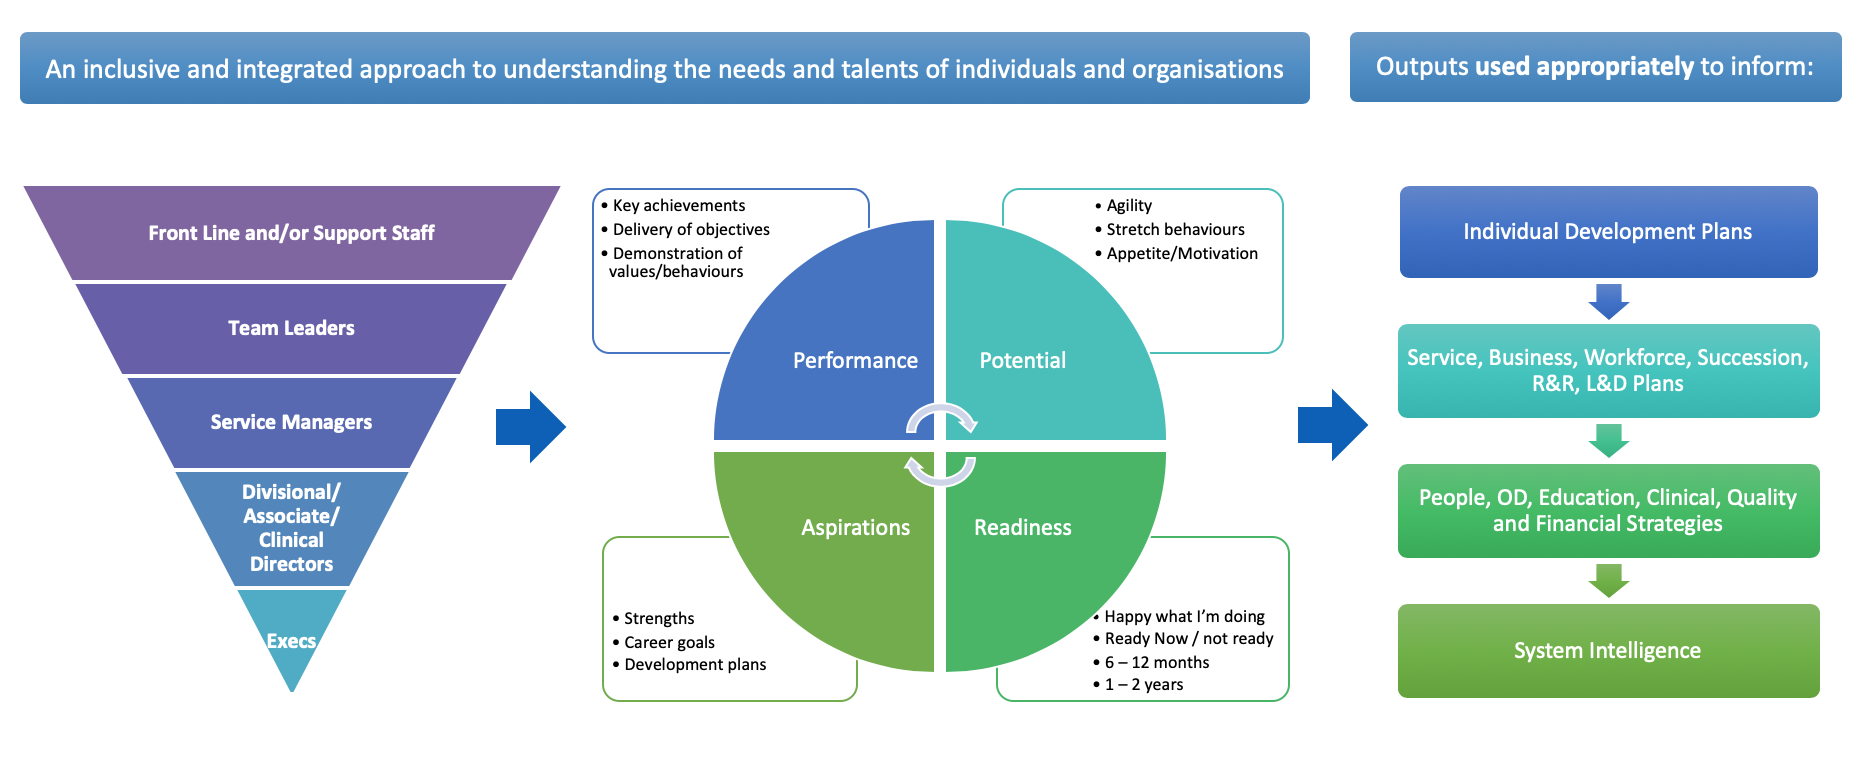 An inclusive and integrated approach to understanding the needs and talents of individuals and organisations
Outputs used appropriately to inform:
Front Line and/or Support Staff
Team Leaders
Service Managers
Divisional/
Associate/
Clinical
Directors
Execs
• Key achievements
• Delivery of objectives
• Demonstration of
values/behaviours
• Agility
• Stretch behaviours
• Appetite/Motivation
Performance
Potential
Aspirations
Readiness
• Strengths
• Career goals
• Development plans
• Happy what I'm doing
• Ready Now / not ready
• 6 – 12 months
• 1 – 2 years
Individual Development Plans
Service, Business, Workforce, Succession,
R&R, L&D Plans
People, OD, Education, Clinical, Quality
and Financial Strategies
System Intelligence